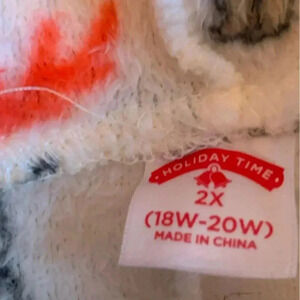 HOLIDAY TIME
2X
(18W-20W)
MADE IN CHINA